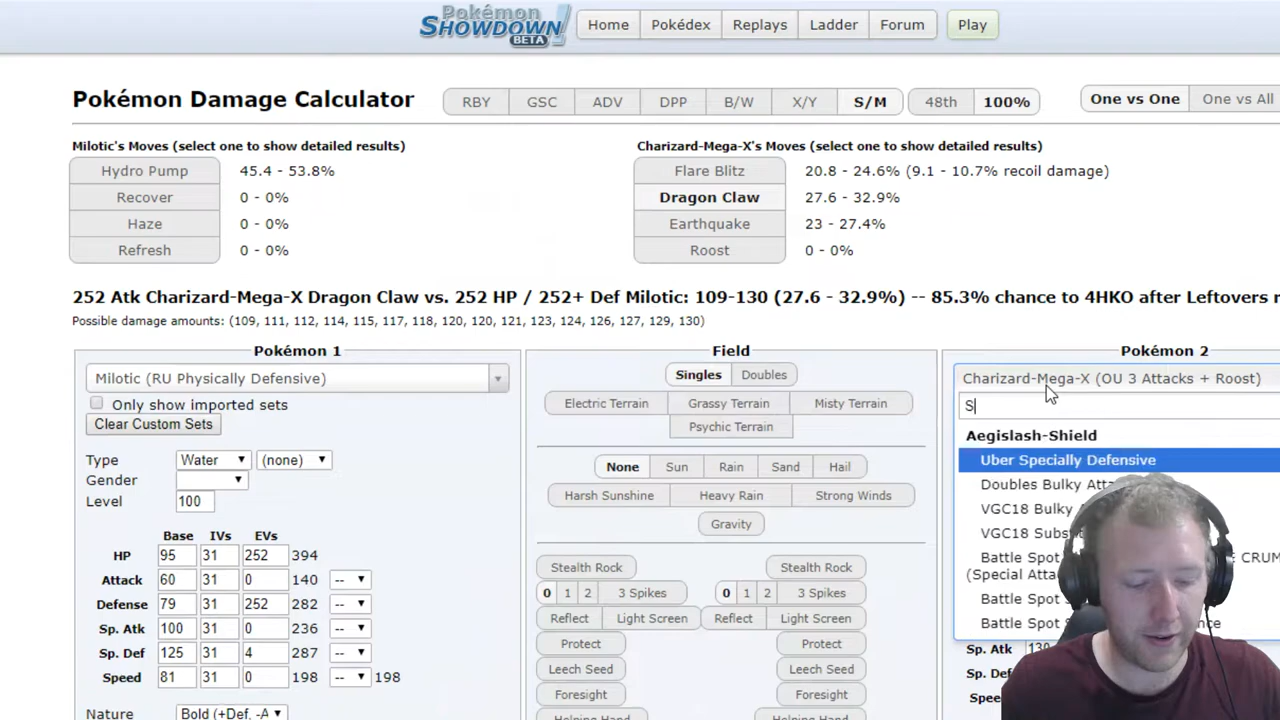 Pokémon
SHOWDOWN
BETA
Home Pokédex Replays Ladder Forum Play
Pokémon Damage Calculator
RBY GSC ADV DPP B/W X/Y S/M 48th 100% One vs One One vs All
Milotic's Moves (select one to show detailed results)
Hydro Pump 45.4 - 53.8%
Recover 0 - 0%
Haze 0 - 0%
Refresh 0 - 0%
Charizard-Mega-X's Moves (select one to show detailed results)
Flare Blitz 20.8 - 24.6% (9.1 - 10.7% recoil damage)
Dragon Claw 27.6 - 32.9%
Earthquake 23 - 27.4%
Roost 0 - 0%
252 Atk Charizard-Mega-X Dragon Claw vs. 252 HP / 252+ Def Milotic: 109-130 (27.6 - 32.9%) -- 85.3% chance to 4HKO after Leftovers
Possible damage amounts: (109, 111, 112, 114, 115, 117, 118, 120, 120, 121, 123, 124, 126, 127, 129, 130)
Pokémon 1
Milotic (RU Physically Defensive)
Only show imported sets
Clear Custom Sets
Type Water (none)
Gender
Level 100
Base IVs EVs
HP 95 31 252 394
Attack 60 31 0 140 --
Defense 79 31 252 282 --
Sp. Atk 100 31 0 236 --
Sp. Def 125 31 4 287 --
Speed 81 31 0 198 -- 198
Nature Bold (+Def, -A
Field
Singles Doubles
Electric Terrain Grassy Terrain Misty Terrain
Psychic Terrain
None Sun Rain Sand Hail
Harsh Sunshine Heavy Rain Strong Winds
Gravity
Stealth Rock Stealth Rock
0 1 2 3 Spikes 0 1 2 3 Spikes
Reflect Light Screen Reflect Light Screen
Protect Protect
Leech Seed Leech Seed
Foresight Foresight
Helping Hand Helping Hand
Pokémon 2
Charizard-Mega-X (OU 3 Attacks + Roost)
S
Aegislash-Shield
Uber Specially Defensive
Doubles Bulky
VGC18 Bulky
VGC18
Battle Spot
(Special
Battle Spot
Battle Spot
Sp. Atk 130
Sp. De
Spee